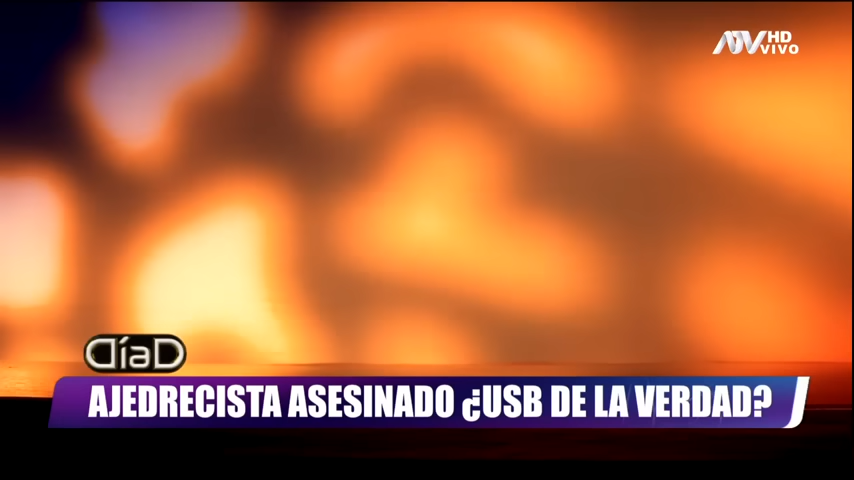 ATV HD
VIVO
DíaD
AJEDRECISTA ASESINADO ¿USB DE LA VERDAD?